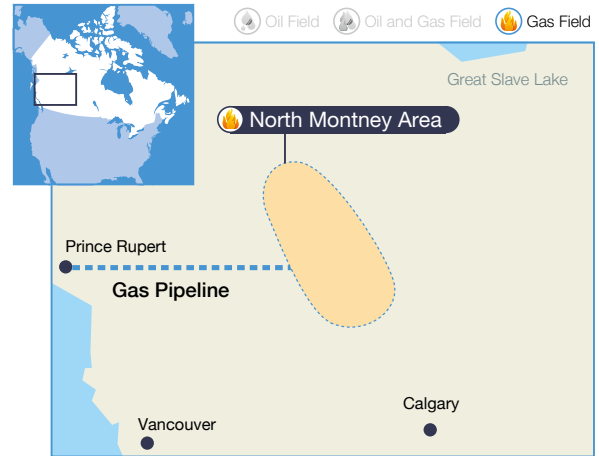 Oil Field
Oil and Gas Field
Gas Field
Great Slave Lake
North Montney Area
Prince Rupert
Gas Pipeline
Calgary
Vancouver